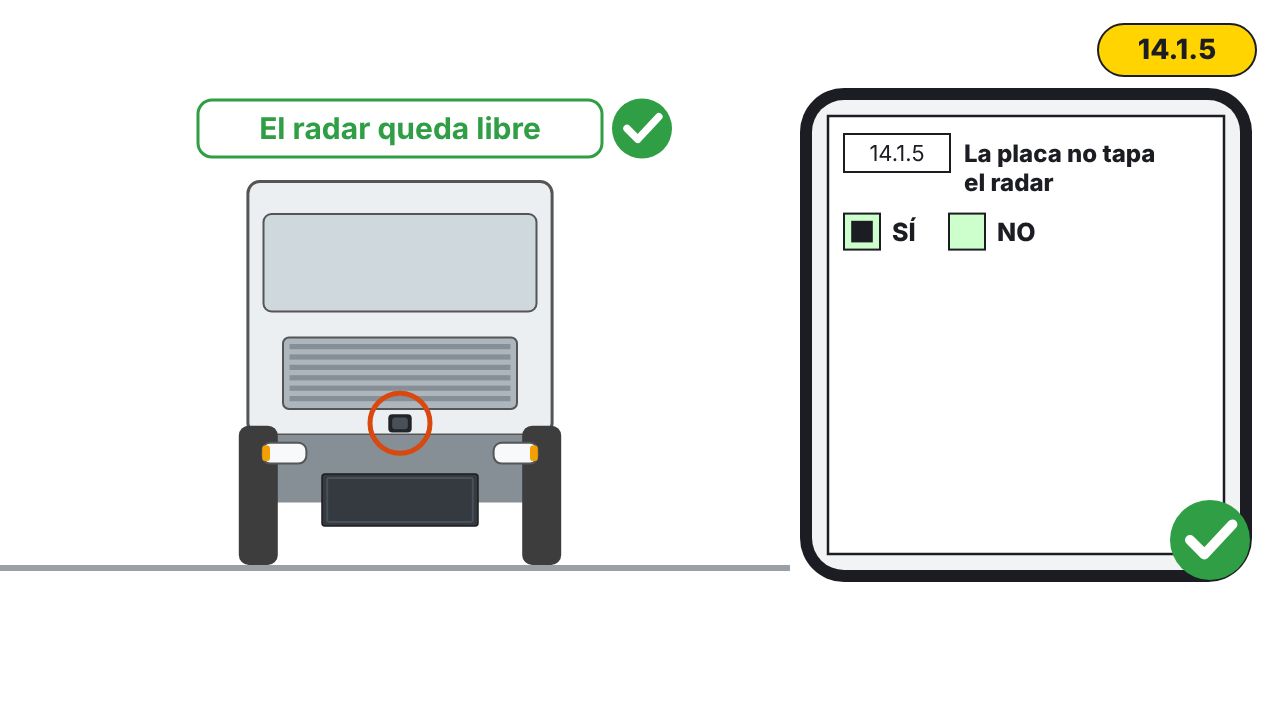 14.1.5
El radar queda libre
14.1.5
La placa no tapa
el radar
SÍ
NO